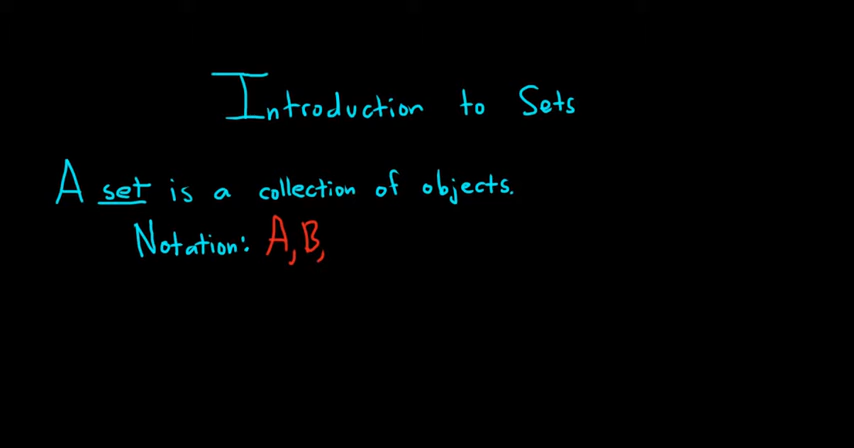 Introduction to Sets
A set is a collection of objects.
Notation: A, B,